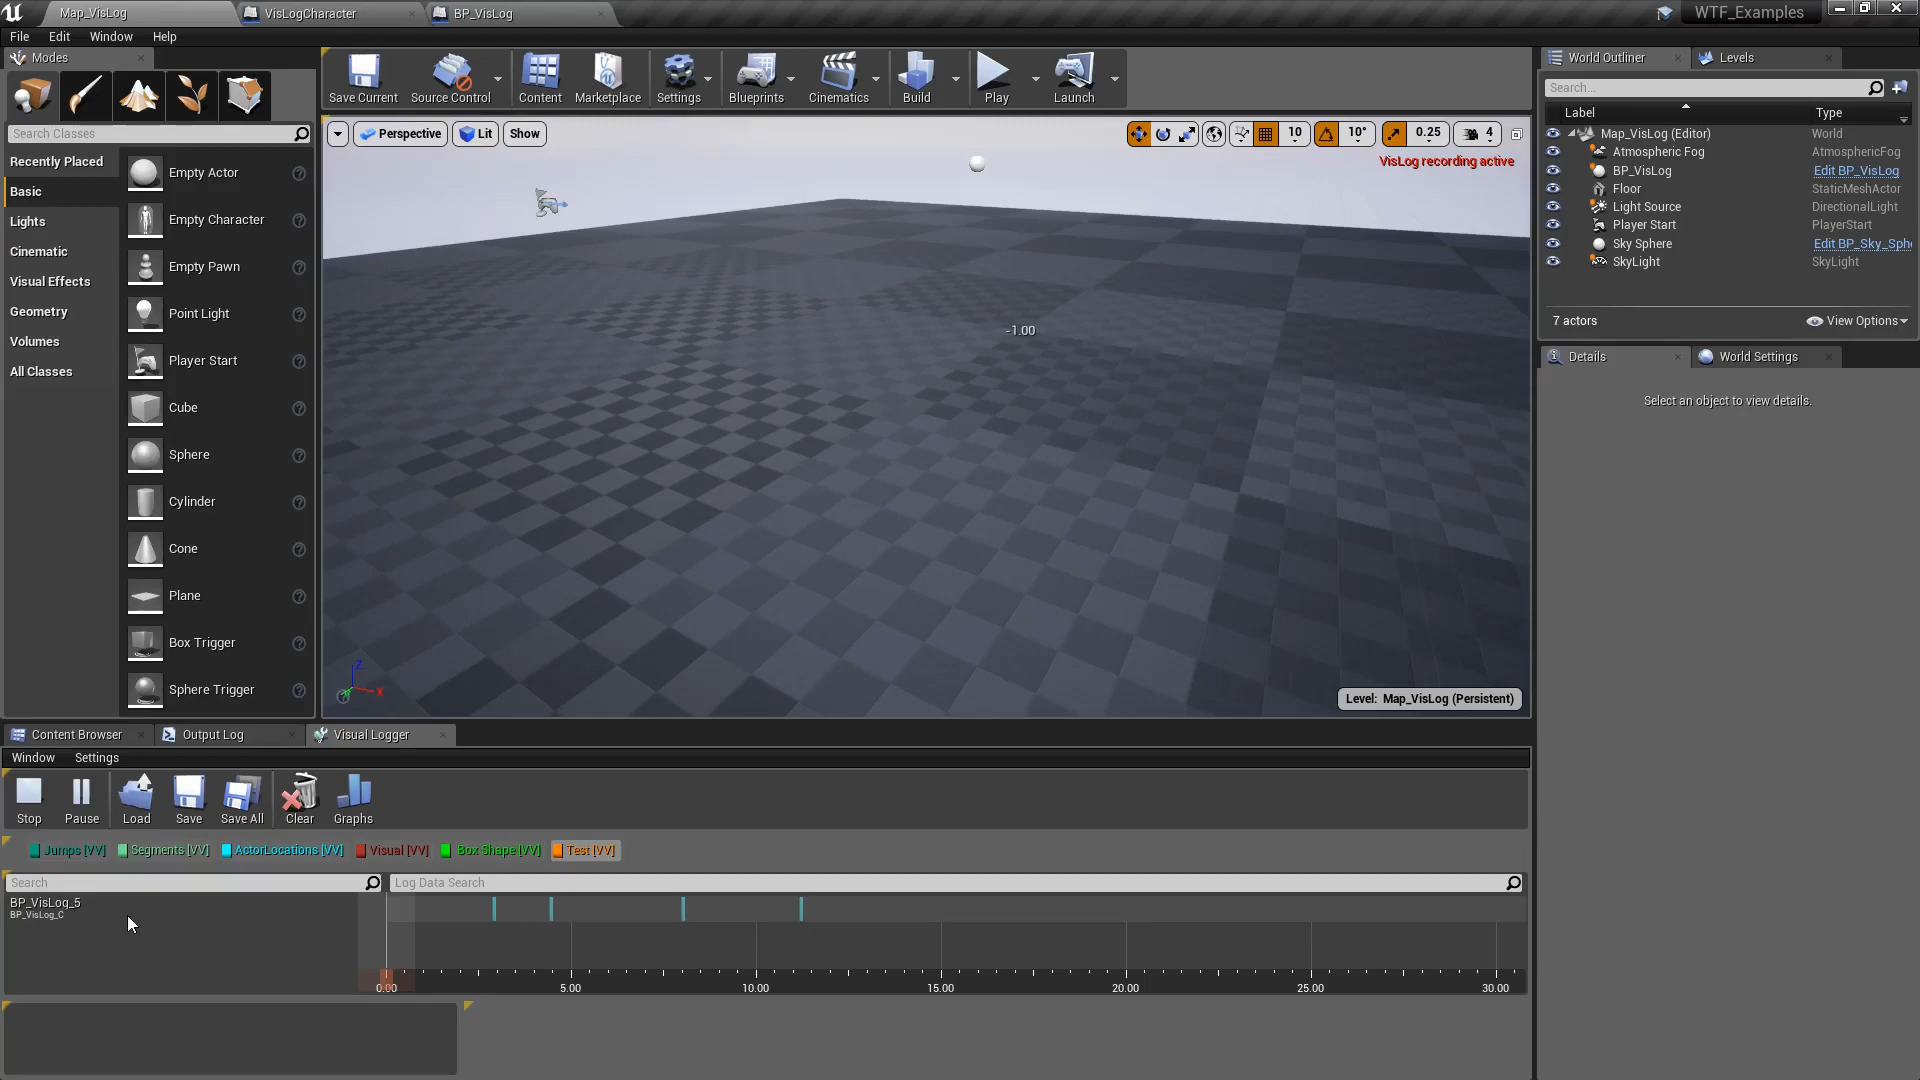 Map_VisLog
VisLogCharacter
BP_VisLog
WTF_Examples
File Edit Window Help
Modes
Search Classes
Recently Placed
Basic
Lights
Cinematic
Visual Effects
Geometry
Volumes
All Classes
Empty Actor
Empty Character
Empty Pawn
Point Light
Player Start
Cube
Sphere
Cylinder
Cone
Plane
Box Trigger
Sphere Trigger
Save Current
Source Control
Content
Marketplace
Settings
Blueprints
Cinematics
Build
Play
Launch
Perspective
Lit
Show
10
10°
0.25
4
VisLog recording active
-1.00
Level: Map_VisLog (Persistent)
World Outliner
Levels
Search...
Label Type
Map_VisLog (Editor) World
Atmospheric Fog AtmosphericFog
BP_VisLog Edit BP_VisLog
Floor StaticMeshActor
Light Source DirectionalLight
Player Start PlayerStart
Sky Sphere Edit BP_Sky_Sph
SkyLight SkyLight
7 actors
View Options
Details
World Settings
Select an object to view details.
Content Browser
Output Log
Visual Logger
Window Settings
Stop
Pause
Load
Save
Save All
Clear
Graphs
Jumps [VV]
Segments [VV]
ActorLocations [VV]
Visual [VV]
Box Shape [VV]
Test [VV]
Search
Log Data Search
BP_VisLog_5
BP_VisLog_C
0.00 5.00 10.00 15.00 20.00 25.00 30.00